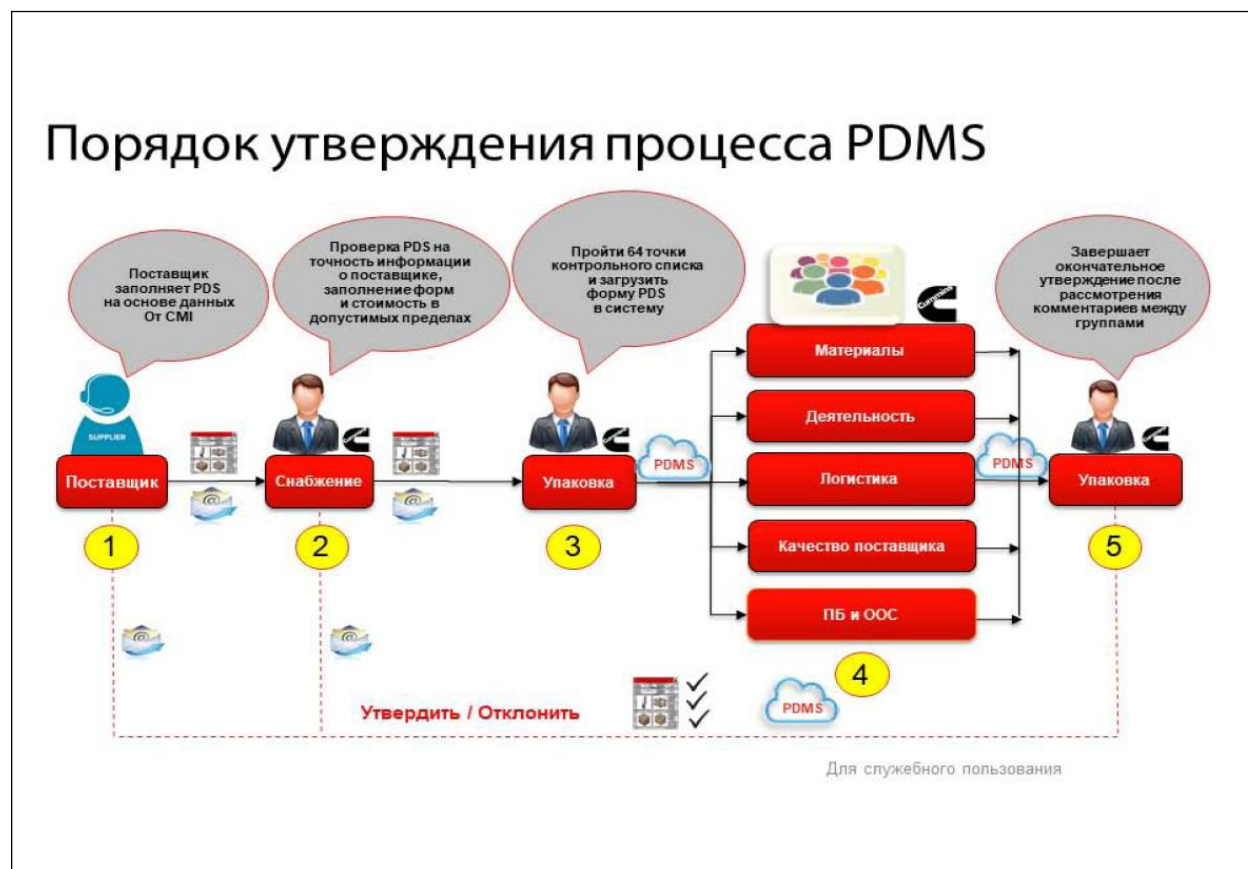 Порядок утверждения процесса PDMS
Поставщик
заполняет PDS
на основе данных
От CMI
Проверка PDS на
точность информации
о поставщике,
заполнение форм
и стоимость в
допустимых пределах
Пройти 64 точки
контрольного списка
и загрузить
форму PDS
в систему
Завершает
окончательное
утверждение после
рассмотрения
комментариев между
группами
SUPPLIER
Поставщик
1
Снабжение
2
Упаковка
3
PDMS
Cummins
Материалы
Деятельность
Логистика
Качество поставщика
ПБ и ООС
4
PDMS
Упаковка
5
Утвердить / Отклонить
PDMS
Для служебного пользования